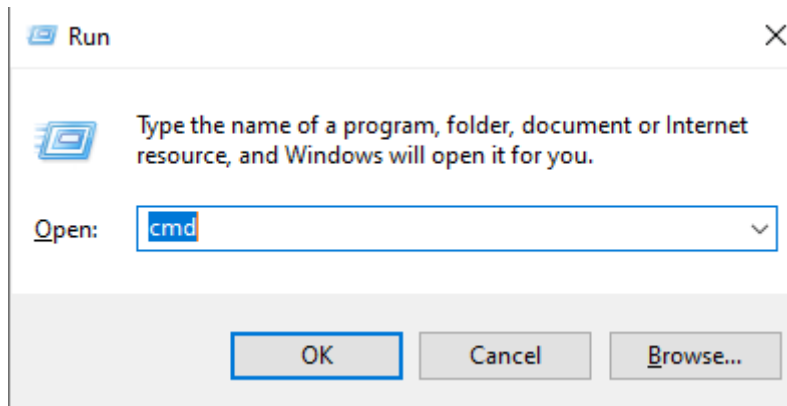 Run
Type the name of a program, folder, document or Internet
resource, and Windows will open it for you.
Open: cmd
OK Cancel Browse...